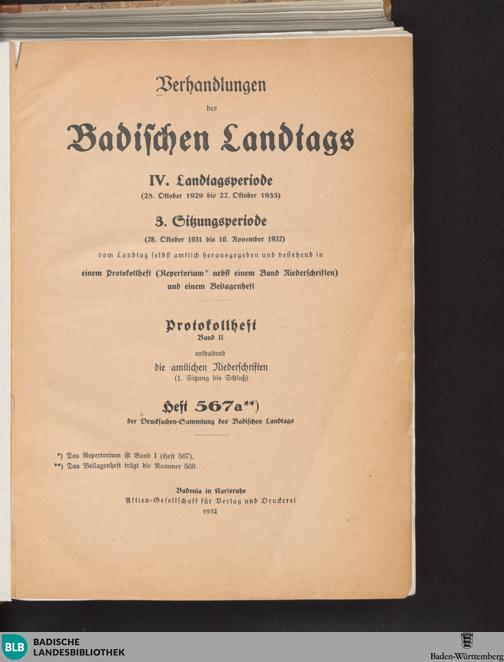 Verhandlungen
des
Badischen Landtags
IV. Landtagsperiode
(28. Oktober 1929 bis 27. Oktober 1933)
3. Sitzungsperiode
(28. Oktober 1931 bis 10. November 1932)
vom Landtag selbst amtlich herausgegeben und bestehend in
einem Protokollheft (Repertorium* nebst einem Band Niederschriften)
und einem Beilagenheft
Protokollheft
Band II
enthaltend
die amtlichen Niederschriften
(1. Sitzung bis Schluß)
Heft 567a**)
der Drucksachen-Sammlung des Badischen Landtags
*) Das Repertorium ist Band I (Heft 567).
**) Das Beilagenheft trägt die Nummer 569.
Badenia in Karlsruhe
Aktien-Gesellschaft für Verlag und Druckerei
1932
BLB BADISCHE
LANDESBIBLIOTHEK
Baden-Württemberg